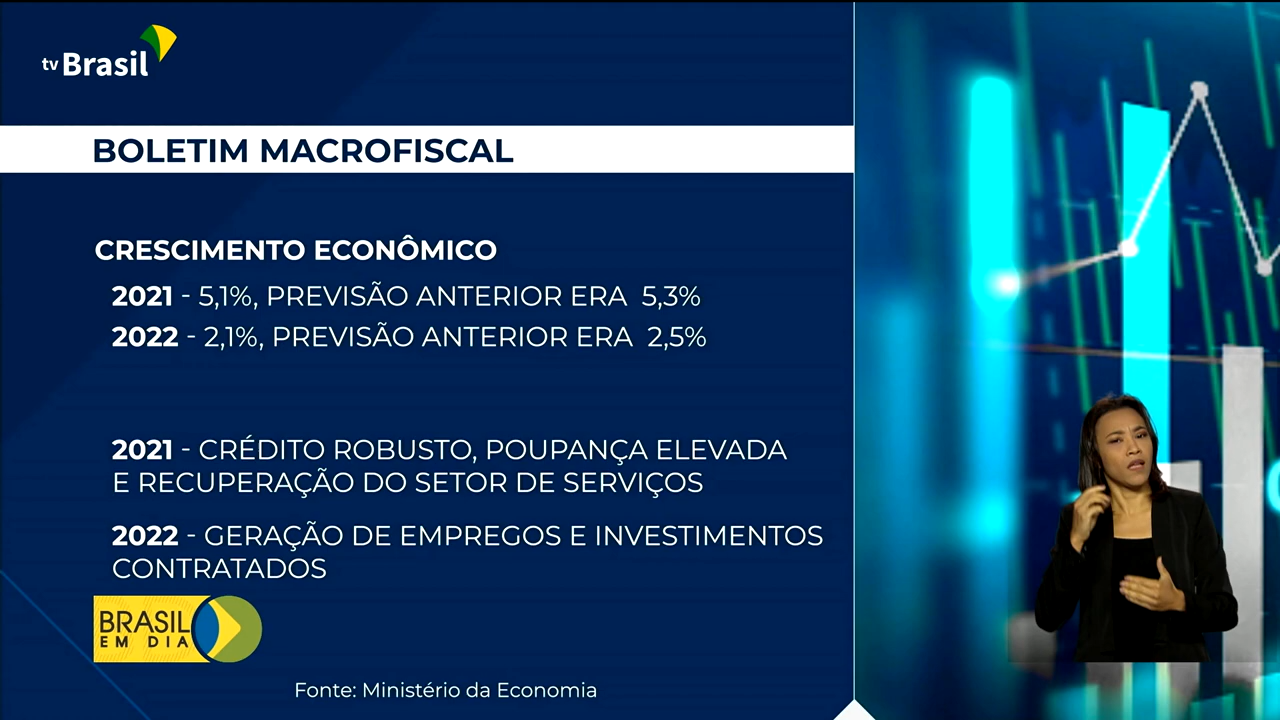 tv Brasil
BOLETIM MACROFISCAL
CRESCIMENTO ECONÔMICO
2021 - 5,1%, PREVISÃO ANTERIOR ERA 5,3%
2022 - 2,1%, PREVISÃO ANTERIOR ERA 2,5%
2021 - CRÉDITO ROBUSTO, POUPANÇA ELEVADA
E RECUPERAÇÃO DO SETOR DE SERVIÇOS
2022 - GERAÇÃO DE EMPREGOS E INVESTIMENTOS
CONTRATADOS
BRASIL
EM DIA
Fonte: Ministério da Economia